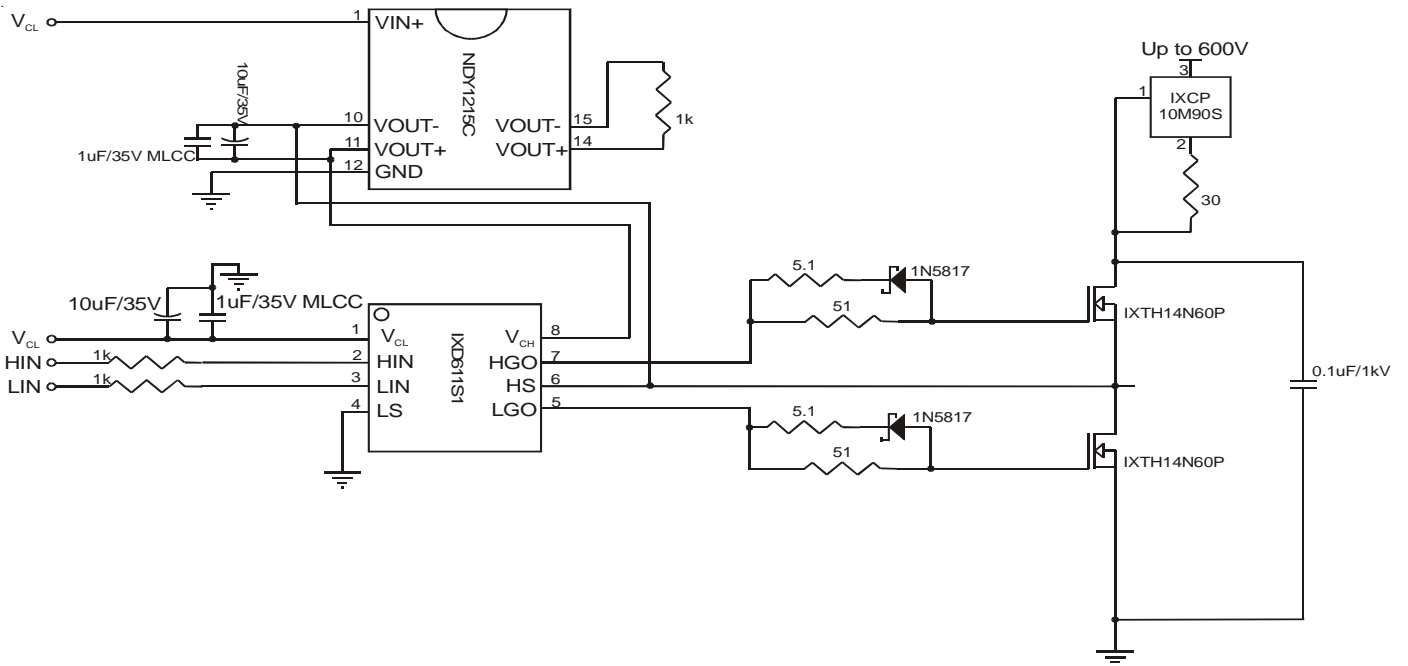 VCL
1
VIN+
NDY1215C
10uF/35V
1uF/35V MLCC
10
VOUT-
11
VOUT+
12
GND
VOUT-
15
VOUT+
14
1k
Up to 600V
3
1
IXCP
10M90S
2
30
10uF/35V
1uF/35V MLCC
VCL
1
VCL
HIN
1k
2
HIN
LIN
1k
3
LIN
4
LS
IXD611S1
VCH
8
HGO
7
HS
6
LGO
5
5.1
1N5817
51
IXTH14N60P
0.1uF/1kV
5.1
1N5817
51
IXTH14N60P